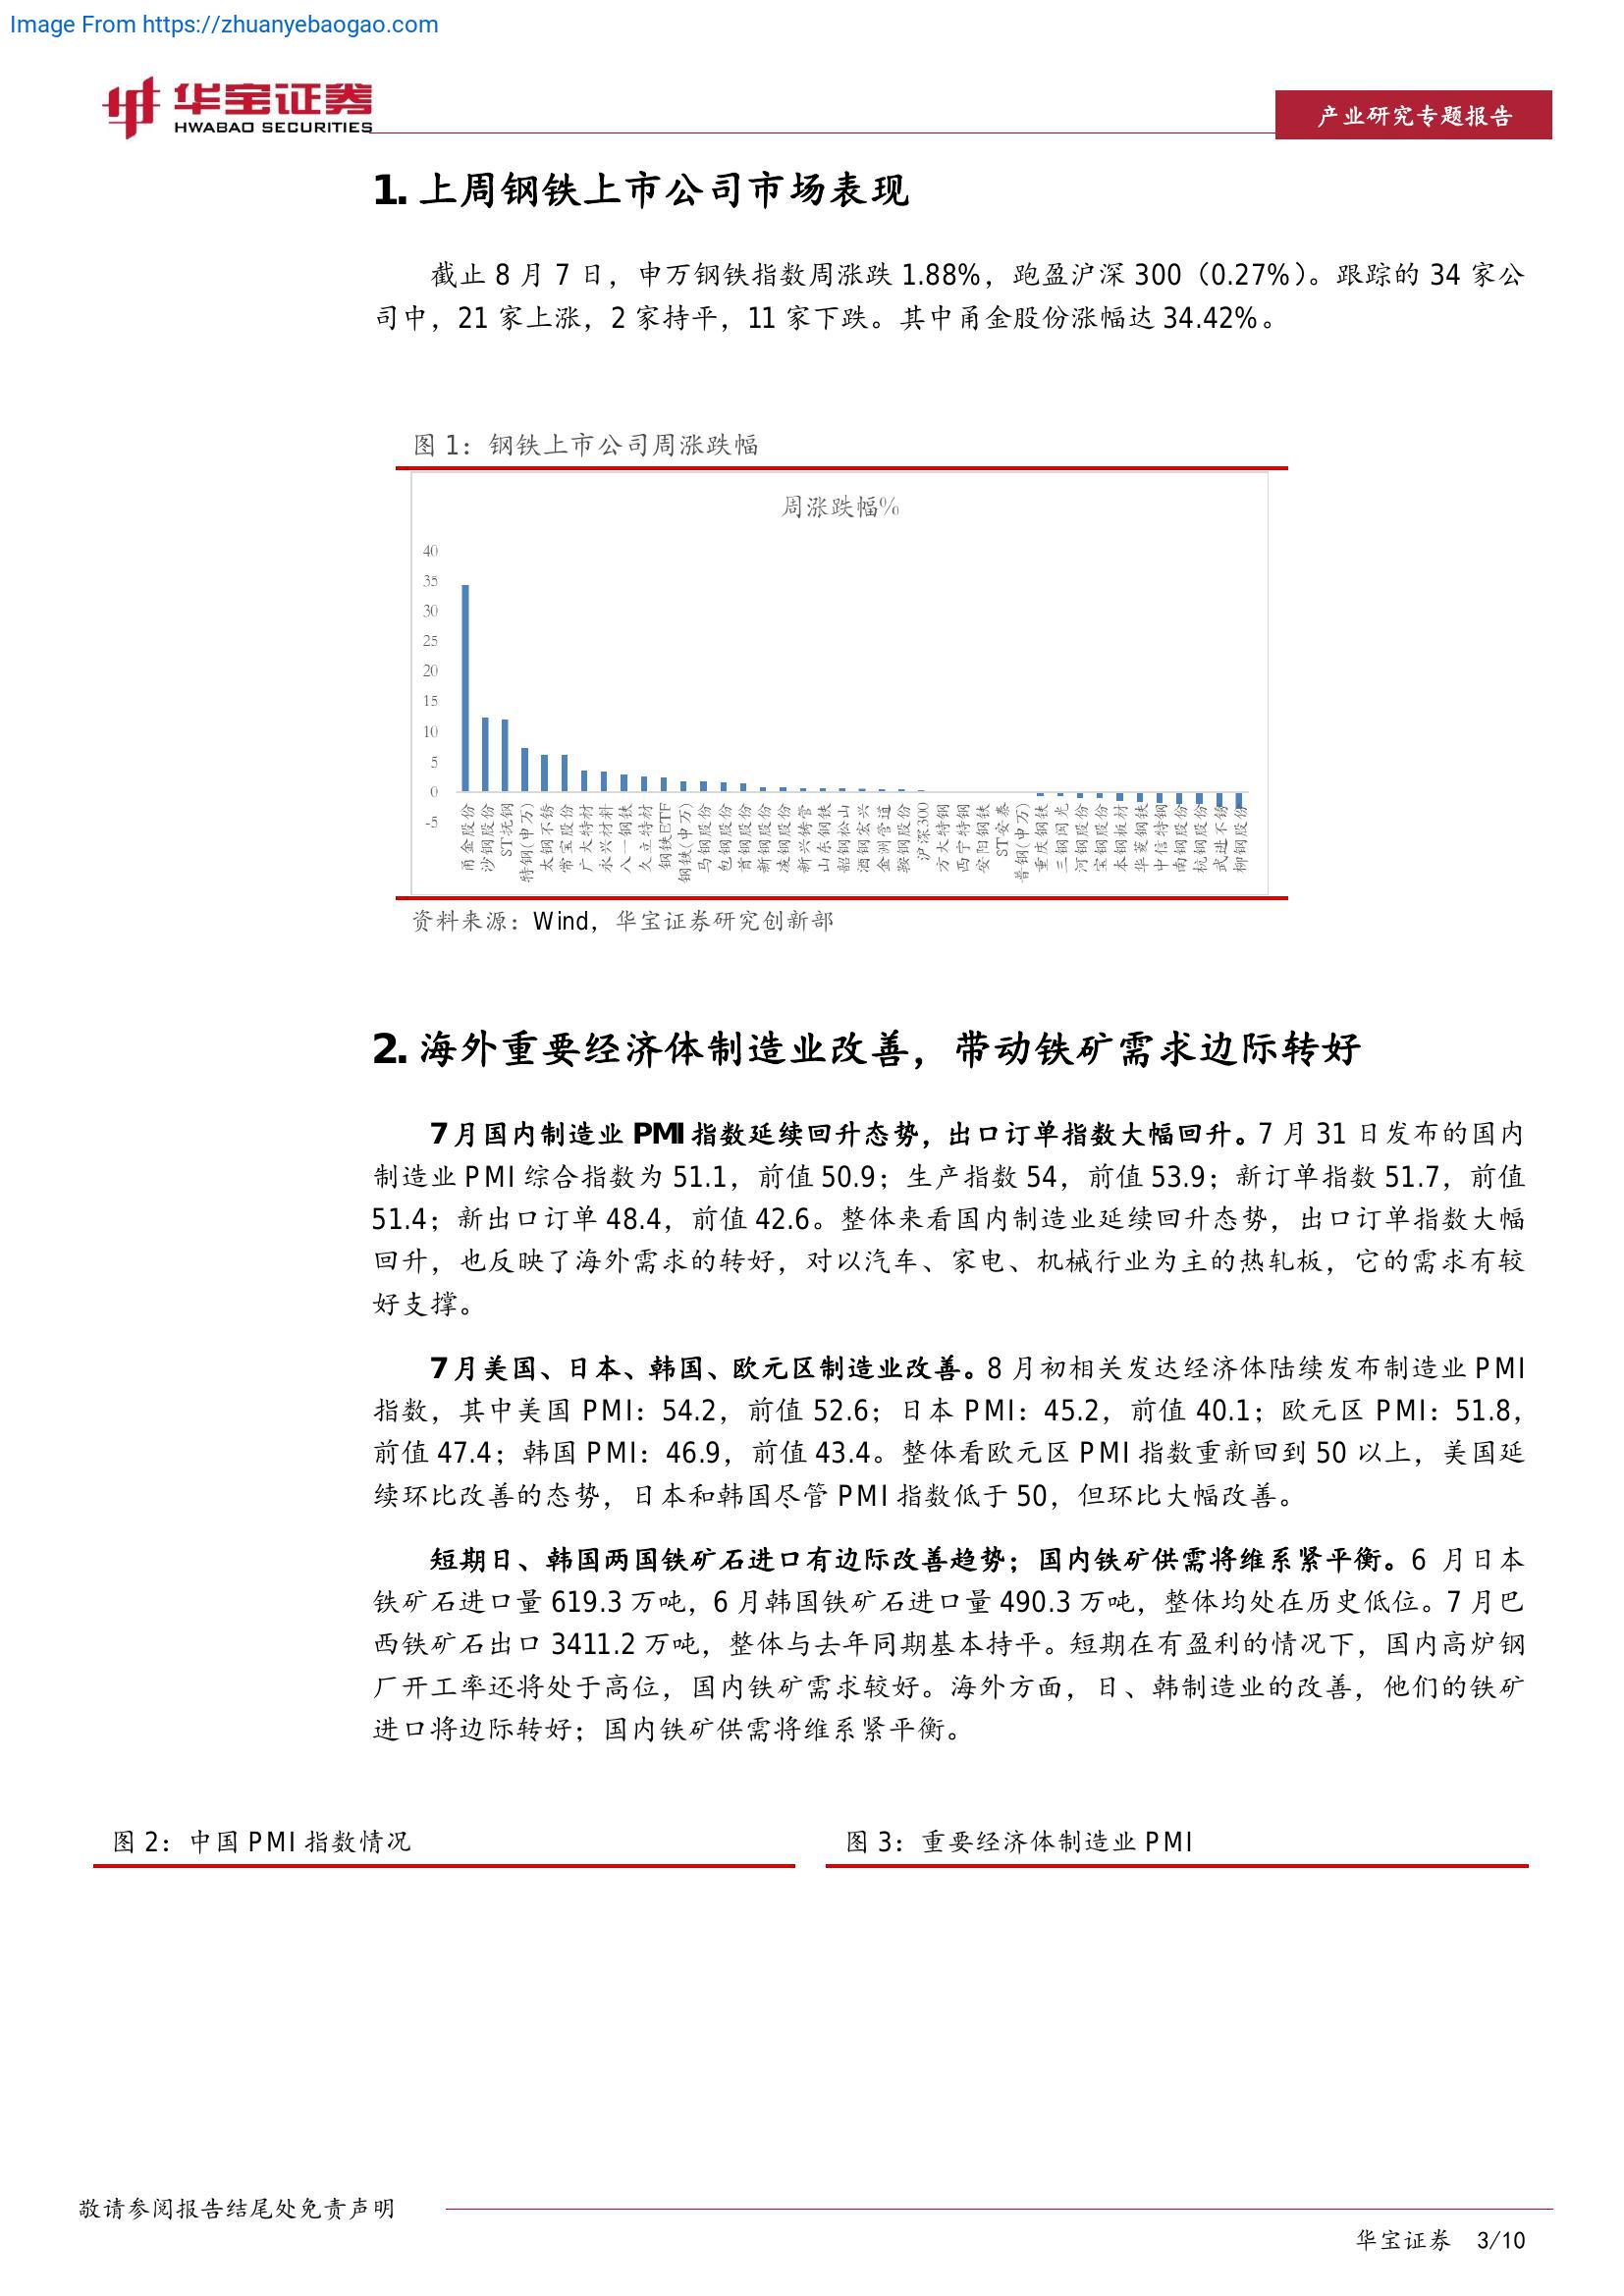 Image From https://zhuanyebaogao.com
华宝证券
HWABAO SECURITIES
产业研究专题报告
1. 上周钢铁上市公司市场表现
截止 8 月 7 日，申万钢铁指数周涨跌 1.88%，跑盈沪深 300（0.27%）。跟踪的 34 家公
司中，21 家上涨，2 家持平，11 家下跌。其中甬金股份涨幅达 34.42%。
图 1：钢铁上市公司周涨跌幅
周涨跌幅%
40
35
30
25
20
15
10
5
0
-5
甬金股份
沙钢股份
ST抚钢
特钢(申万)
太钢不锈
常宝股份
广大特材
永兴材料
八一钢铁
久立特材
钢铁ETF
钢铁(申万)
马钢股份
包钢股份
首钢股份
新钢股份
凌钢股份
新兴铸管
山东钢铁
韶钢松山
酒钢宏兴
金洲管道
鞍钢股份
沪深300
方大特钢
西宁特钢
安阳钢铁
ST安泰
普钢(申万)
重庆钢铁
三钢闽光
河钢股份
宝钢股份
本钢板材
华菱钢铁
中信特钢
南钢股份
杭钢股份
武进不锈
柳钢股份
资料来源：Wind，华宝证券研究创新部
2. 海外重要经济体制造业改善，带动铁矿需求边际转好
7 月国内制造业 PMI 指数延续回升态势，出口订单指数大幅回升。7 月 31 日发布的国内
制造业 PMI 综合指数为 51.1，前值 50.9；生产指数 54，前值 53.9；新订单指数 51.7，前值
51.4；新出口订单 48.4，前值 42.6。整体来看国内制造业延续回升态势，出口订单指数大幅
回升，也反映了海外需求的转好，对以汽车、家电、机械行业为主的热轧板，它的需求有较
好支撑。
7 月美国、日本、韩国、欧元区制造业改善。8 月初相关发达经济体陆续发布制造业 PMI
指数，其中美国 PMI：54.2，前值 52.6；日本 PMI：45.2，前值 40.1；欧元区 PMI：51.8，
前值 47.4；韩国 PMI：46.9，前值 43.4。整体看欧元区 PMI 指数重新回到 50 以上，美国延
续环比改善的态势，日本和韩国尽管 PMI 指数低于 50，但环比大幅改善。
短期日、韩国两国铁矿石进口有边际改善趋势；国内铁矿供需将维系紧平衡。6 月日本
铁矿石进口量 619.3 万吨，6 月韩国铁矿石进口量 490.3 万吨，整体均处在历史低位。7 月巴
西铁矿石出口 3411.2 万吨，整体与去年同期基本持平。短期在有盈利的情况下，国内高炉钢
厂开工率还将处于高位，国内铁矿需求较好。海外方面，日、韩制造业的改善，他们的铁矿
进口将边际转好；国内铁矿供需将维系紧平衡。
图 2：中国 PMI 指数情况
图 3：重要经济体制造业 PMI
敬请参阅报告结尾处免责声明
华宝证券 3/10